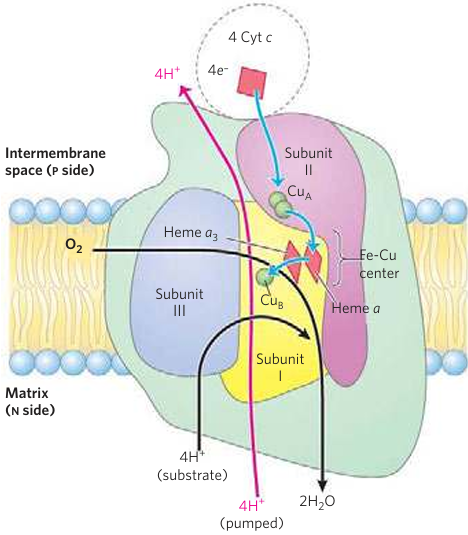 4 Cyt c
4H⁺
4e⁻
Intermembrane
space (P side)
Subunit
II
CuA
O₂
Heme a₃
Fe-Cu
center
Subunit
III
CuB
Heme a
Subunit
I
Matrix
(N side)
4H⁺
(substrate)
4H⁺
(pumped)
2H₂O